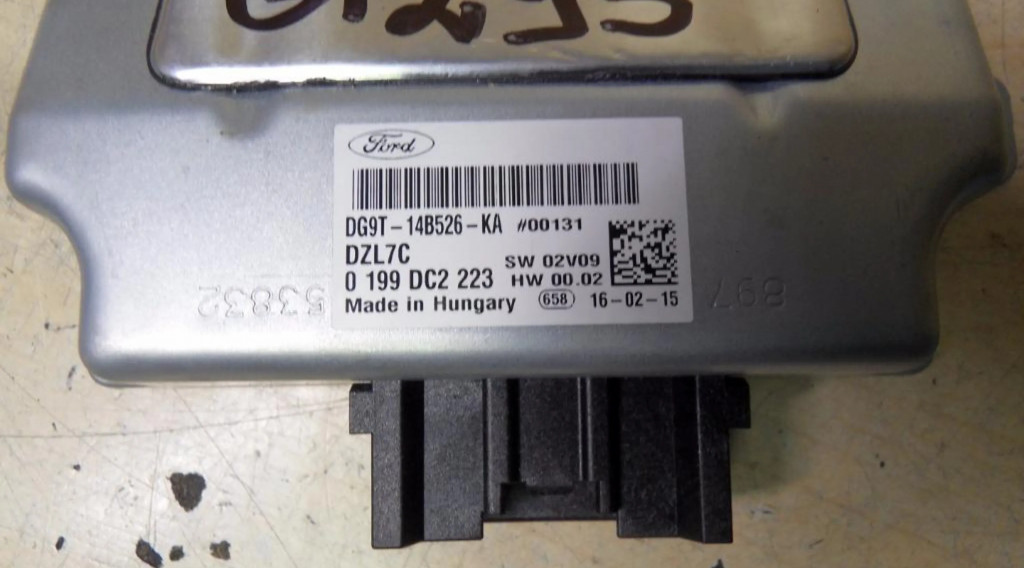 Ford
DG9T-14B526-KA #00131
DZL7C
SW 02V09
0 199 DC2 223 HW 00.02
Made in Hungary 658 16-02-15
53832
897